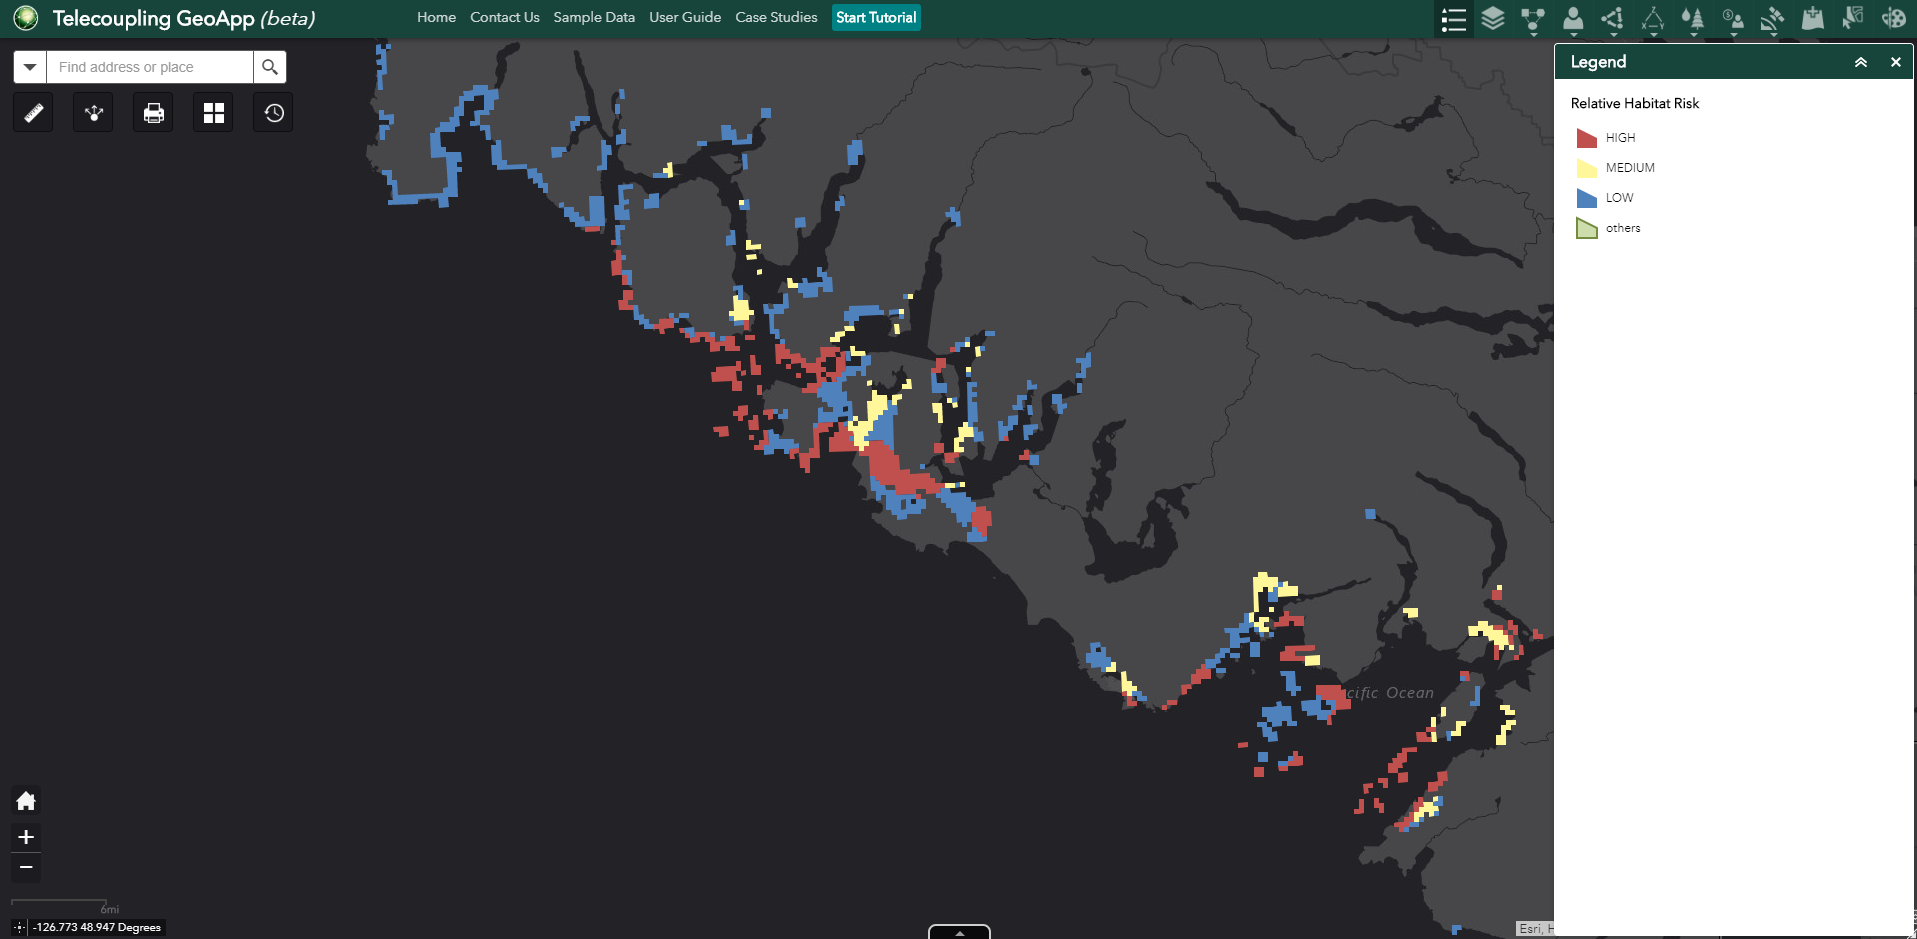 Telecoupling GeoApp (beta)
Home Contact Us Sample Data User Guide Case Studies Start Tutorial
Find address or place
Legend
Relative Habitat Risk
HIGH
MEDIUM
LOW
others
cific Ocean
6mi
-126.773 48.947 Degrees
Esri, H